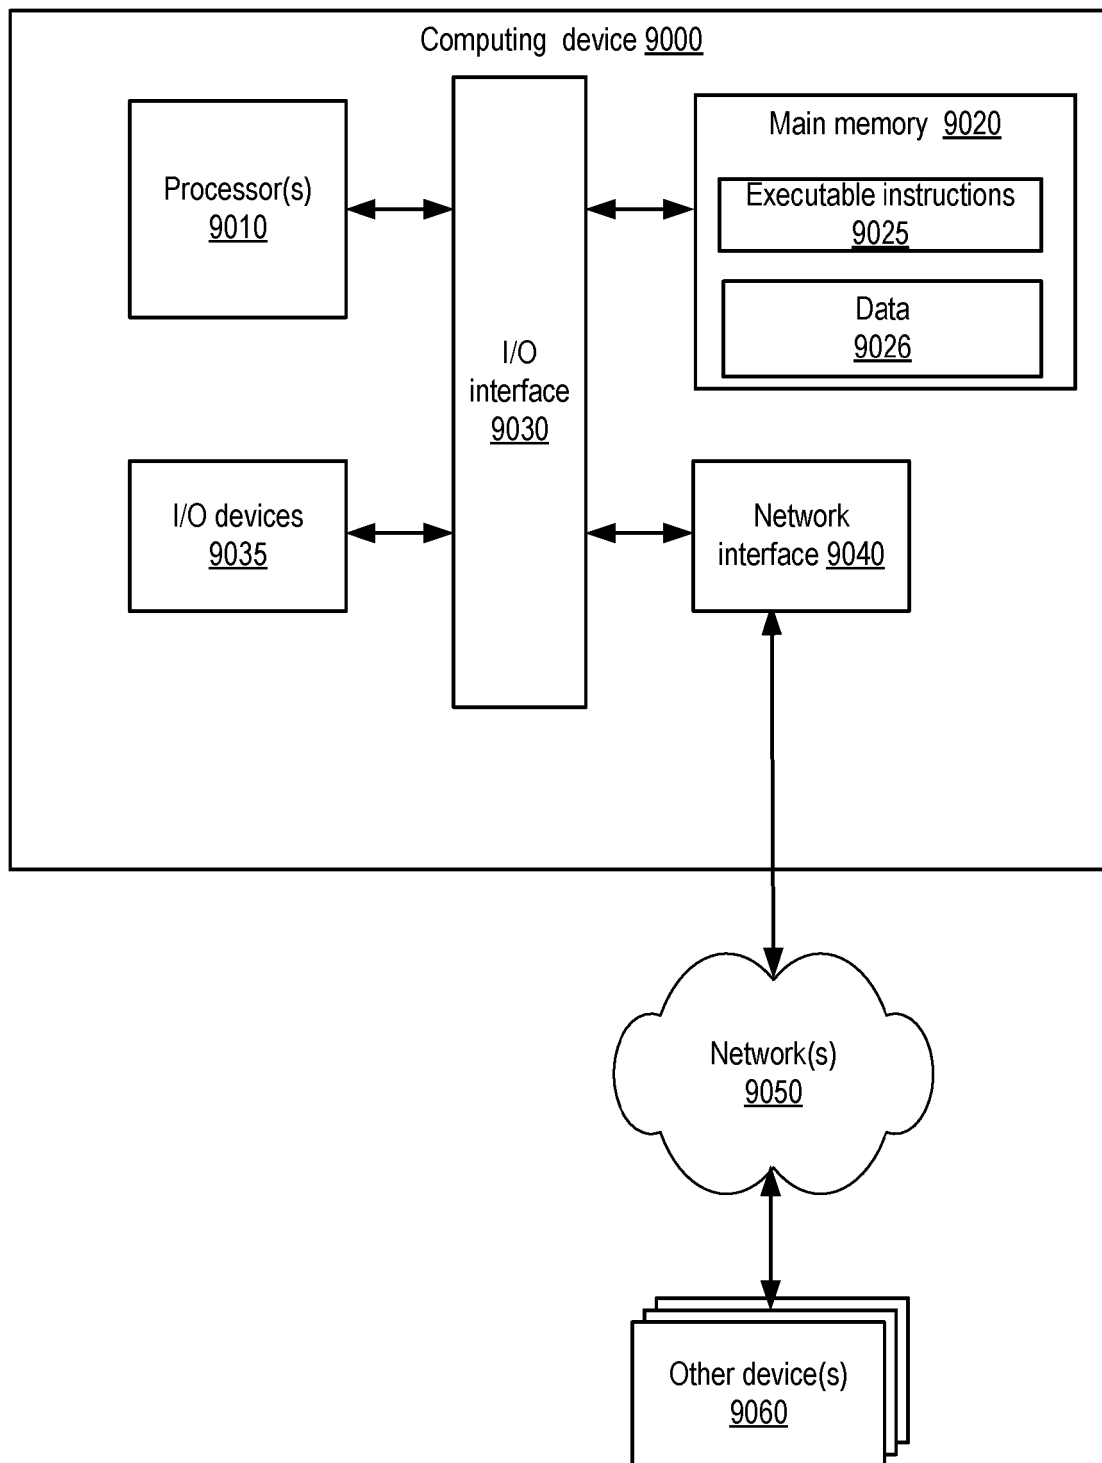 Computing device 9000
Processor(s)
9010
I/O
interface
9030
Main memory 9020
Executable instructions
9025
Data
9026
I/O devices
9035
Network
interface 9040
Network(s)
9050
Other device(s)
9060